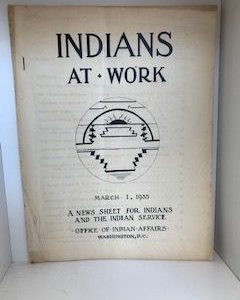 INDIANS
AT · WORK
MARCH 1, 1935
A NEWS SHEET FOR INDIANS
AND THE INDIAN SERVICE
· OFFICE · OF · INDIAN · AFFAIRS ·
WASHINGTON, D.C.